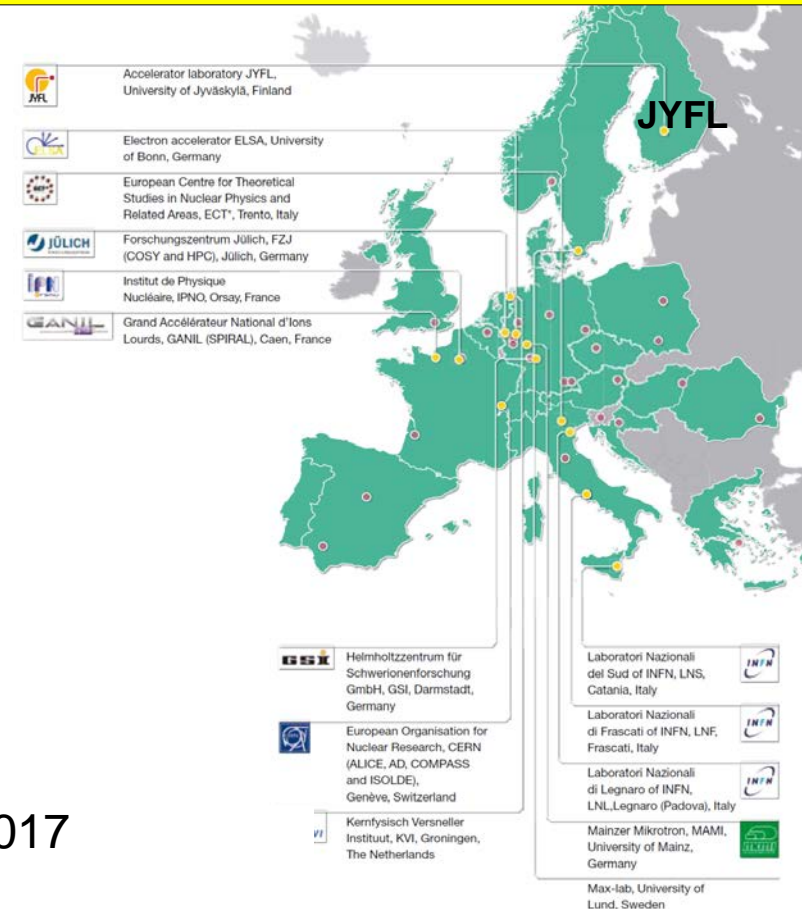 JYFL
Accelerator laboratory JYFL,
University of Jyväskylä, Finland
JYFL
ELSA
Electron accelerator ELSA, University
of Bonn, Germany
ECT*
European Centre for Theoretical
Studies in Nuclear Physics and
Related Areas, ECT*, Trento, Italy
JÜLICH
Forschungszentrum Jülich, FZJ
(COSY and HPC), Jülich, Germany
Institut de Physique
Nucléaire, IPNO, Orsay, France
GANIL
Grand Accélérateur National d'Ions
Lourds, GANIL (SPIRAL), Caen, France
GSI
Helmholtzzentrum für
Schwerionenforschung
GmbH, GSI, Darmstadt,
Germany
European Organisation for
Nuclear Research, CERN
(ALICE, AD, COMPASS
and ISOLDE),
Genève, Switzerland
VI
Kernfysisch Versneller
Instituut, KVI, Groningen,
The Netherlands
Laboratori Nazionali
del Sud of INFN, LNS,
Catania, Italy
INFN
Laboratori Nazionali
di Frascati of INFN, LNF,
Frascati, Italy
INFN
Laboratori Nazionali
di Legnaro of INFN,
LNL,Legnaro (Padova), Italy
INFN
Mainzer Mikrotron, MAMI,
University of Mainz,
Germany
Max-lab, University of
Lund, Sweden
017